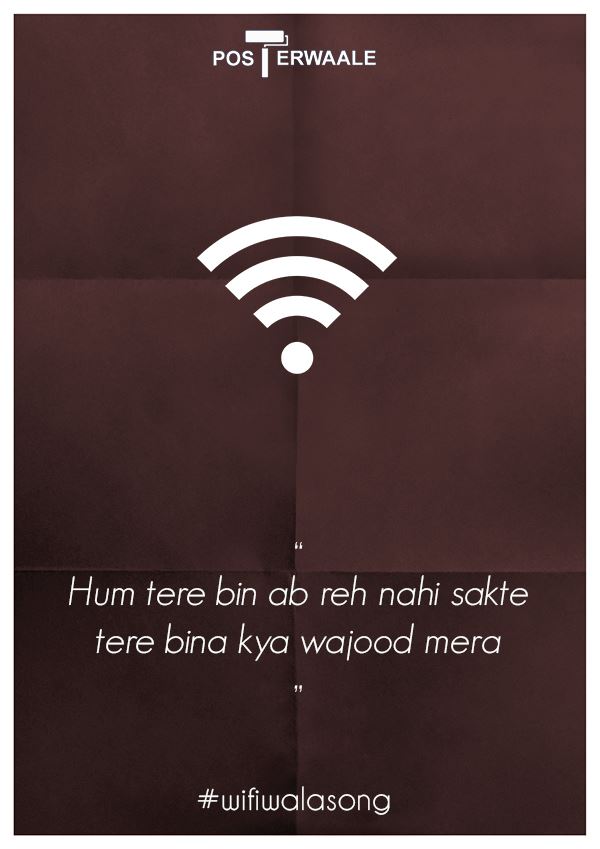 POSTERWAALE
“
Hum tere bin ab reh nahi sakte
tere bina kya wajood mera
”
#wifiwalasong